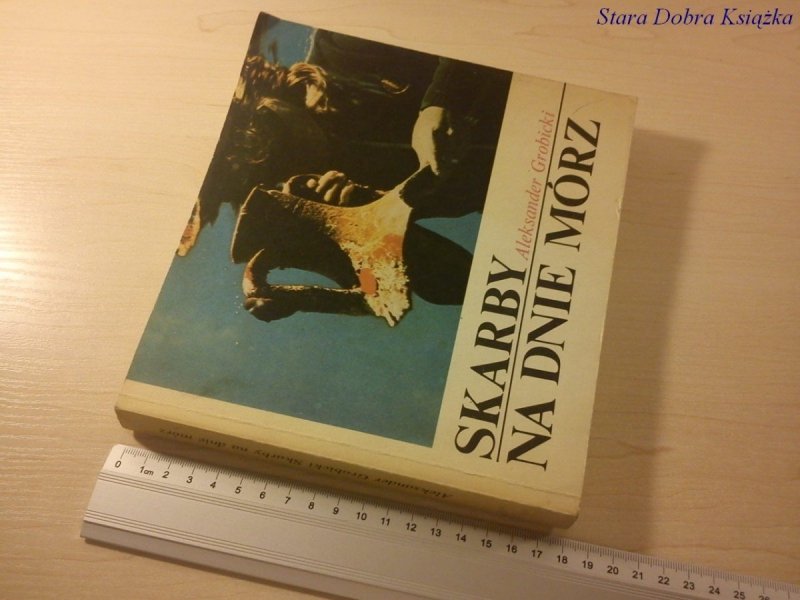 Stara Dobra Książka
SKARBY
Aleksander Grobicki
NA DNIE MÓRZ
Aleksander Grobicki Skarby na dnie mórz
0 1cm 2 3 4 5 6 7 8 9 10 11 12 13 14 15 16 17 18 19 20 21 22 23 24 25 26